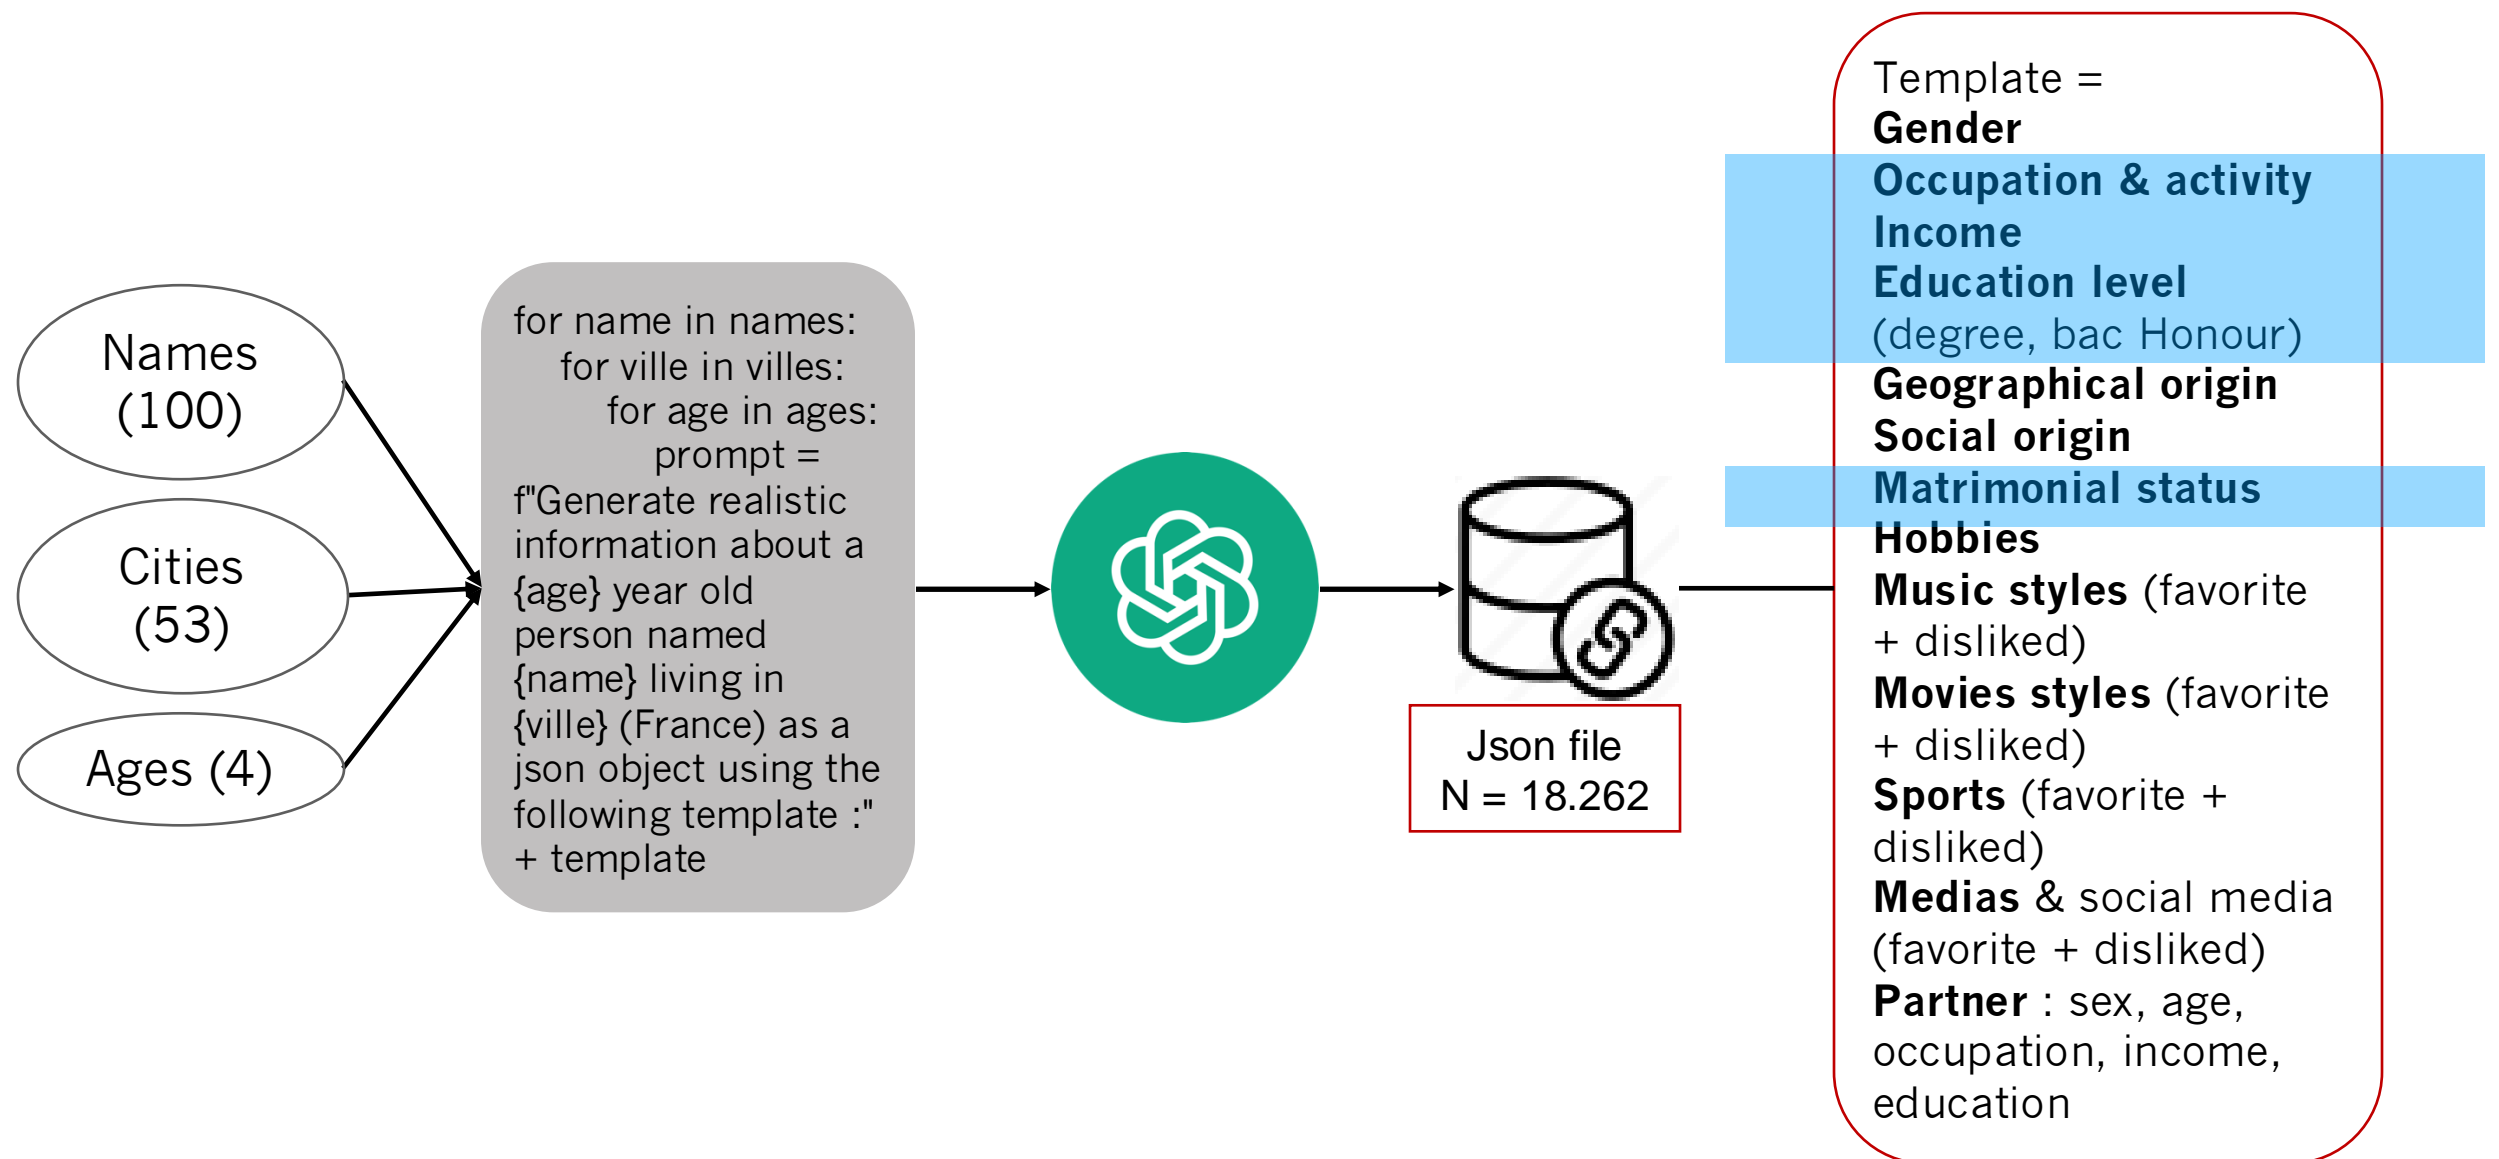 Names
(100)
Cities
(53)
Ages (4)
for name in names:
for ville in villes:
for age in ages:
prompt =
f"Generate realistic
information about a
{age} year old
person named
{name} living in
{ville} (France) as a
json object using the
following template :"
+ template
Json file
N = 18.262
Template =
Gender
Occupation & activity
Income
Education level
(degree, bac Honour)
Geographical origin
Social origin
Matrimonial status
Hobbies
Music styles (favorite
+ disliked)
Movies styles (favorite
+ disliked)
Sports (favorite +
disliked)
Medias & social media
(favorite + disliked)
Partner : sex, age,
occupation, income,
education